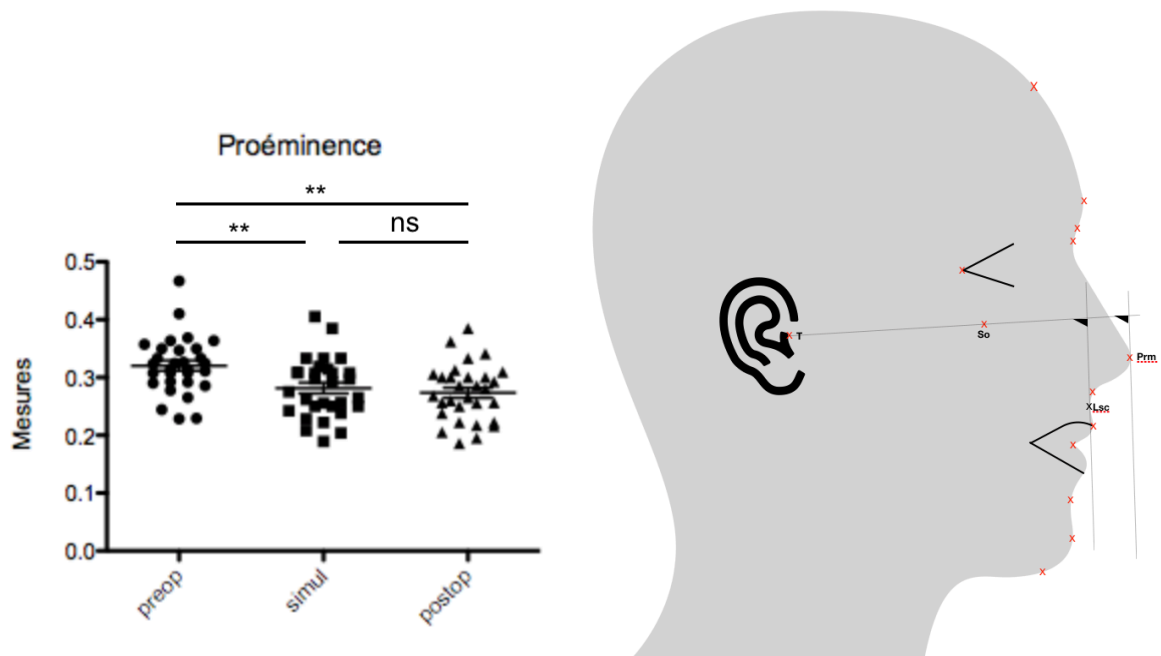 Proéminence
**
**
ns
0.5
0.4
0.3
0.2
0.1
0.0
Mesures
preop
simul
postop
T
So
Prm
Lsc